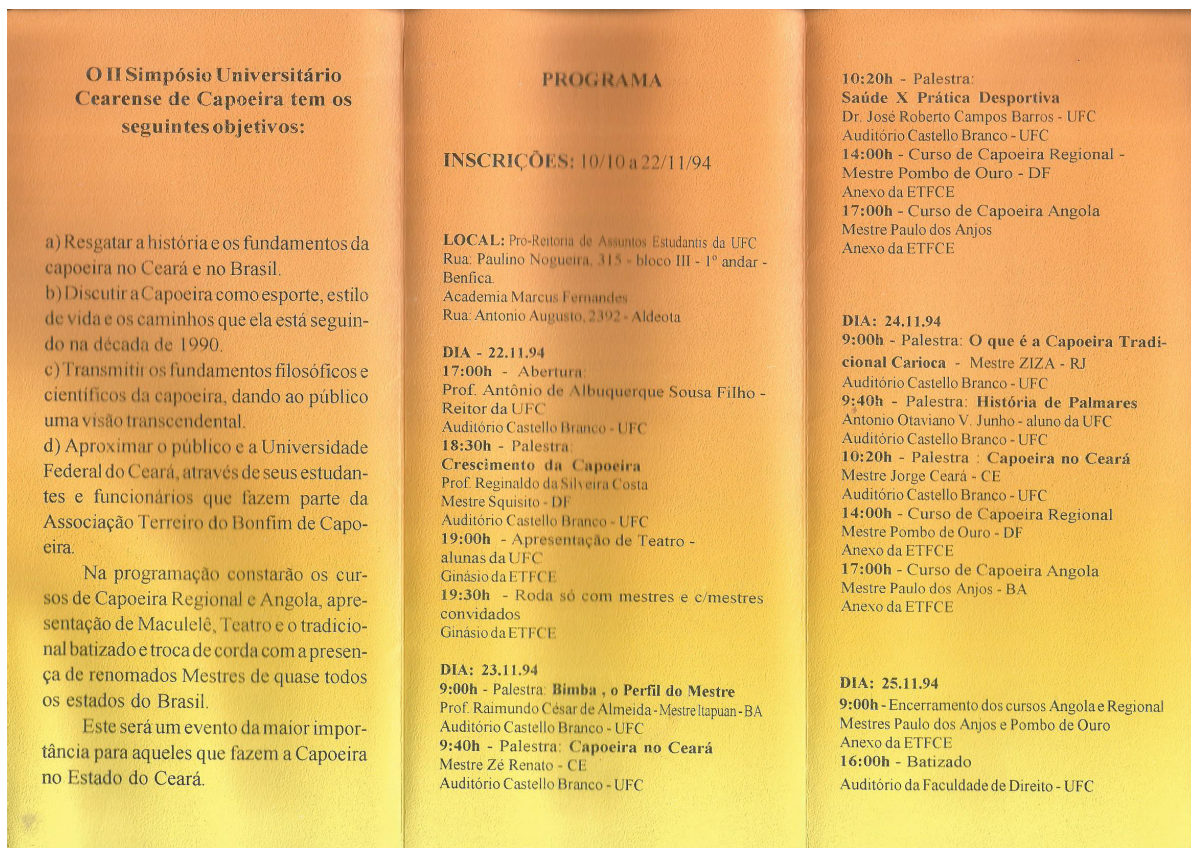 O II Simpósio Universitário
Cearense de Capoeira tem os
seguintes objetivos:
a) Resgatar a história e os fundamentos da
capoeira no Ceará e no Brasil.
b) Discutir a Capoeira como esporte, estilo
de vida e os caminhos que ela está seguin-
do na década de 1990.
c) Transmitir os fundamentos filosóficos e
científicos da capoeira, dando ao público
uma visão transcendental.
d) Aproximar o público e a Universidade
Federal do Ceará, através de seus estudan-
tes e funcionários que fazem parte da
Associação Terreiro do Bonfim de Capo-
eira.
Na programação constarão os cur-
sos de Capoeira Regional e Angola, apre-
sentação de Maculelê, Teatro e o tradicio-
nal batizado e troca de corda com a presen-
ça de renomados Mestres de quase todos
os estados do Brasil.
Este será um evento da maior impor-
tância para aqueles que fazem a Capoeira
no Estado do Ceará.
PROGRAMA
INSCRIÇÕES: 10/10 a 22/11/94
LOCAL: Pro-Reitoria de Assuntos Estudantis da UFC
Rua: Paulino Nogueira, 315 - bloco III - 1º andar -
Benfica.
Academia Marcus Fernandes
Rua: Antonio Augusto, 2392 - Aldeota
DIA - 22.11.94
17:00h - Abertura:
Prof. Antônio de Albuquerque Sousa Filho -
Reitor da UFC
Auditório Castello Branco - UFC
18:30h - Palestra:
Crescimento da Capoeira
Prof. Reginaldo da Silveira Costa
Mestre Squisito - DF
Auditório Castello Branco - UFC
19:00h - Apresentação de Teatro -
alunas da UFC
Ginásio da ETFCE
19:30h - Roda só com mestres e c/mestres
convidados
Ginásio da ETFCE
DIA: 23.11.94
9:00h - Palestra: Bimba , o Perfil do Mestre
Prof. Raimundo César de Almeida - Mestre Itapuan - BA
Auditório Castello Branco - UFC
9:40h - Palestra: Capoeira no Ceará
Mestre Zé Renato - CE
Auditório Castello Branco - UFC
10:20h - Palestra:
Saúde X Prática Desportiva
Dr. José Roberto Campos Barros - UFC
Auditório Castello Branco - UFC
14:00h - Curso de Capoeira Regional -
Mestre Pombo de Ouro - DF
Anexo da ETFCE
17:00h - Curso de Capoeira Angola
Mestre Paulo dos Anjos
Anexo da ETFCE
DIA: 24.11.94
9:00h - Palestra: O que é a Capoeira Tradi-
cional Carioca - Mestre ZIZA - RJ
Auditório Castello Branco - UFC
9:40h - Palestra: História de Palmares
Antonio Otaviano V. Junho - aluno da UFC
Auditório Castello Branco - UFC
10:20h - Palestra : Capoeira no Ceará
Mestre Jorge Ceará - CE
Auditório Castello Branco - UFC
14:00h - Curso de Capoeira Regional
Mestre Pombo de Ouro - DF
Anexo da ETFCE
17:00h - Curso de Capoeira Angola
Mestre Paulo dos Anjos - BA
Anexo da ETFCE
DIA: 25.11.94
9:00h - Encerramento dos cursos Angola e Regional
Mestres Paulo dos Anjos e Pombo de Ouro
Anexo da ETFCE
16:00h - Batizado
Auditório da Faculdade de Direito - UFC